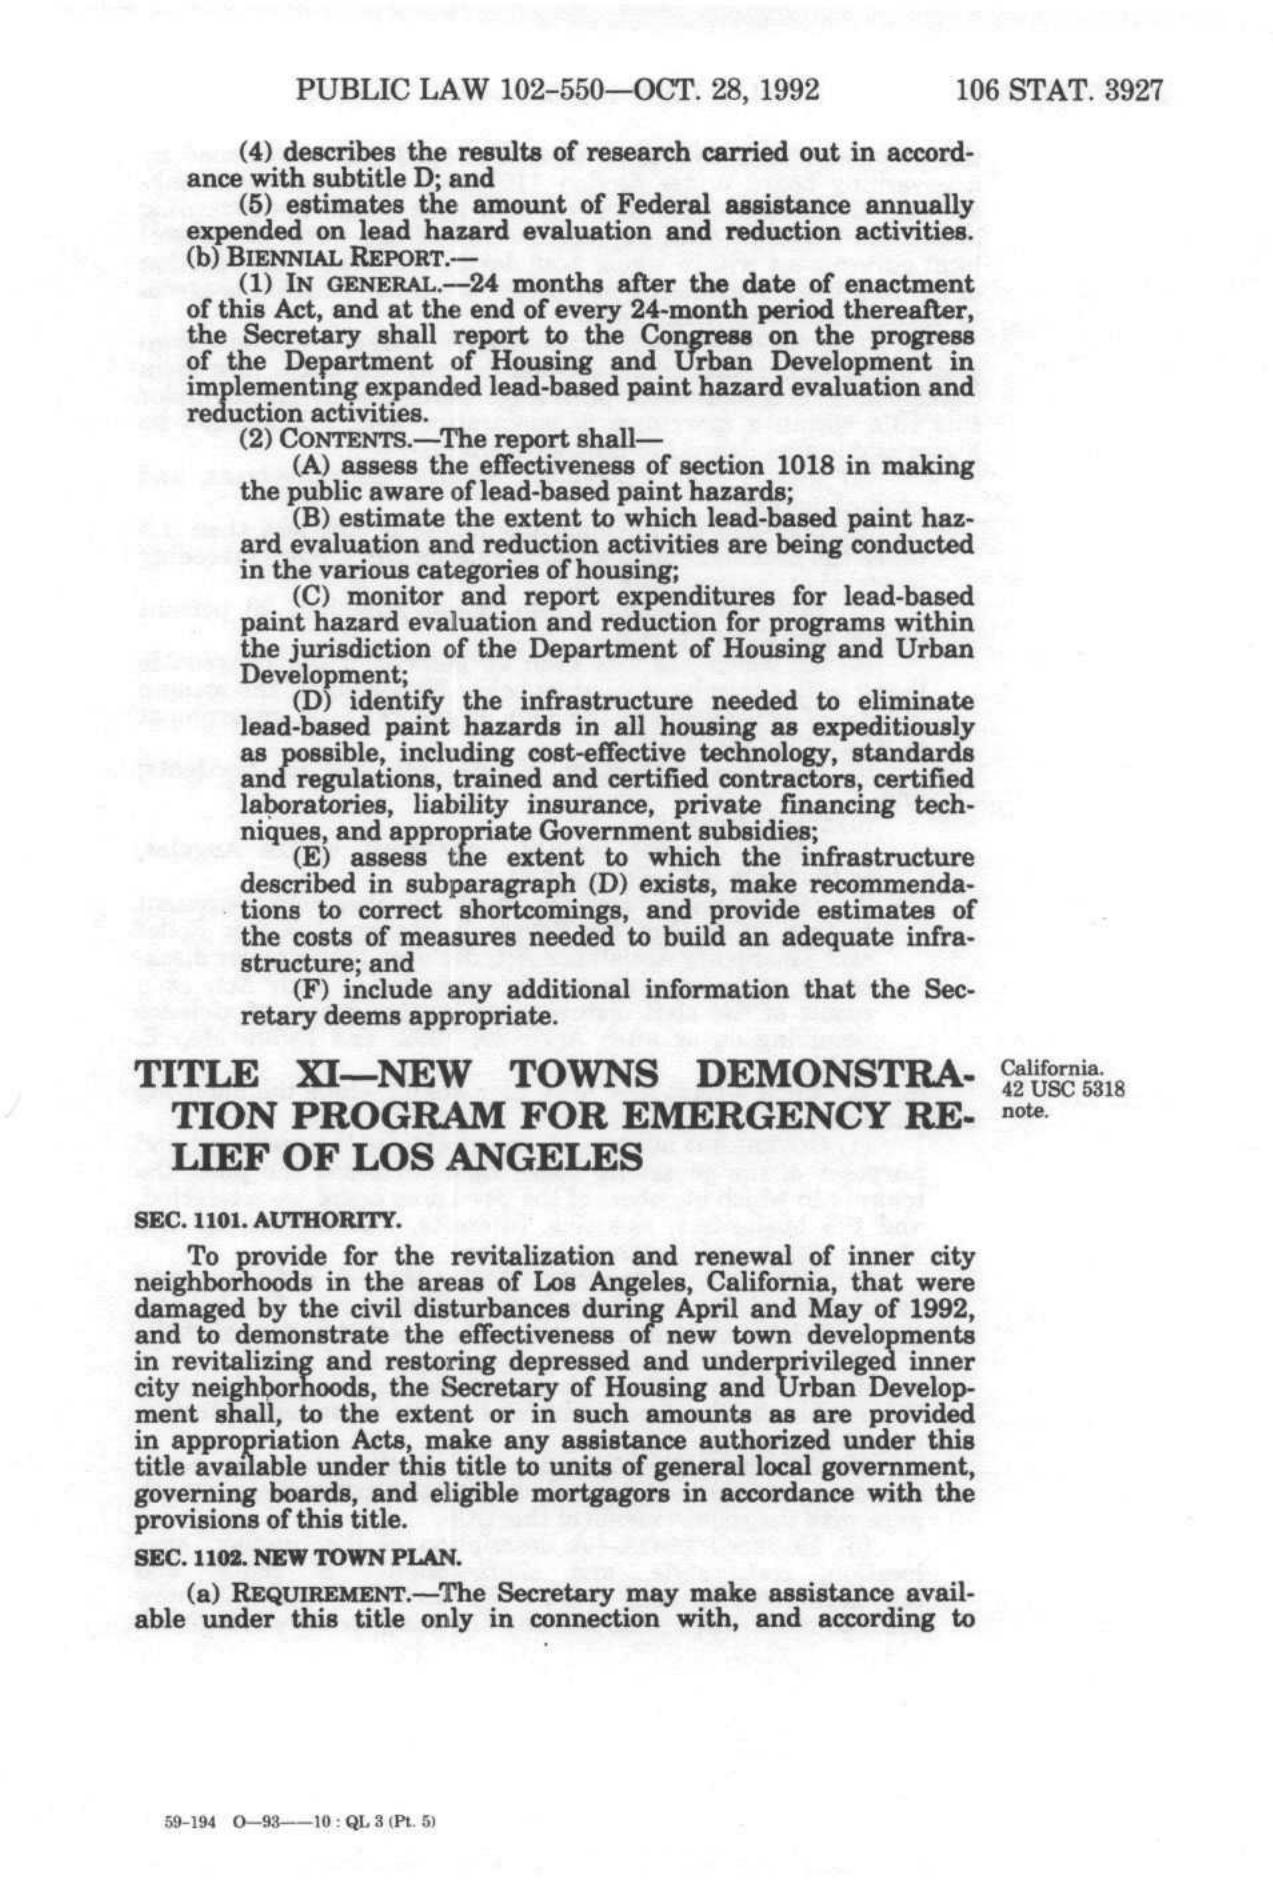 PUBLIC LAW 102-550—OCT. 28, 1992 106 STAT. 3927
(4) describes the results of research carried out in accord-
ance with subtitle D; and
(5) estimates the amount of Federal assistance annually
expended on lead hazard evaluation and reduction activities.
(b) BIENNIAL REPORT.—
(1) IN GENERAL.—24 months after the date of enactment
of this Act, and at the end of every 24-month period thereafter,
the Secretary shall report to the Congress on the progress
of the Department of Housing and Urban Development in
implementing expanded lead-based paint hazard evaluation and
reduction activities.
(2) CONTENTS.—The report shall—
(A) assess the effectiveness of section 1018 in making
the public aware of lead-based paint hazards;
(B) estimate the extent to which lead-based paint haz-
ard evaluation and reduction activities are being conducted
in the various categories of housing;
(C) monitor and report expenditures for lead-based
paint hazard evaluation and reduction for programs within
the jurisdiction of the Department of Housing and Urban
Development;
(D) identify the infrastructure needed to eliminate
lead-based paint hazards in all housing as expeditiously
as possible, including cost-effective technology, standards
and regulations, trained and certified contractors, certified
laboratories, liability insurance, private financing tech-
niques, and appropriate Government subsidies;
(E) assess the extent to which the infrastructure
described in subparagraph (D) exists, make recommenda-
tions to correct shortcomings, and provide estimates of
the costs of measures needed to build an adequate infra-
structure; and
(F) include any additional information that the Sec-
retary deems appropriate.
TITLE XI—NEW TOWNS DEMONSTRA-
TION PROGRAM FOR EMERGENCY RE-
LIEF OF LOS ANGELES
California.
42 USC 5318
note.
SEC. 1101. AUTHORITY.
To provide for the revitalization and renewal of inner city
neighborhoods in the areas of Los Angeles, California, that were
damaged by the civil disturbances during April and May of 1992,
and to demonstrate the effectiveness of new town developments
in revitalizing and restoring depressed and underprivileged inner
city neighborhoods, the Secretary of Housing and Urban Develop-
ment shall, to the extent or in such amounts as are provided
in appropriation Acts, make any assistance authorized under this
title available under this title to units of general local government,
governing boards, and eligible mortgagors in accordance with the
provisions of this title.
SEC. 1102. NEW TOWN PLAN.
(a) REQUIREMENT.—The Secretary may make assistance avail-
able under this title only in connection with, and according to
59-194 O—93——10 : QL 3 (Pt. 5)